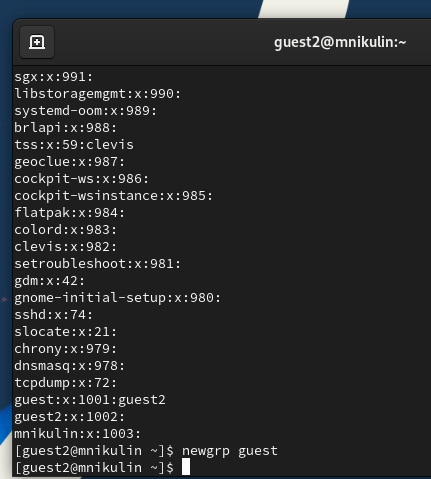 guest2@mnikulin:~
sgx:x:991:
libstoragemgmt:x:990:
systemd-oom:x:989:
brlapi:x:988:
tss:x:59:clevis
geoclue:x:987:
cockpit-ws:x:986:
cockpit-wsinstance:x:985:
flatpak:x:984:
colord:x:983:
clevis:x:982:
setroubleshoot:x:981:
gdm:x:42:
gnome-initial-setup:x:980:
sshd:x:74:
slocate:x:21:
chrony:x:979:
dnsmasq:x:978:
tcpdump:x:72:
guest:x:1001:guest2
guest2:x:1002:
mnikulin:x:1003:
[guest2@mnikulin ~]$ newgrp guest
[guest2@mnikulin ~]$